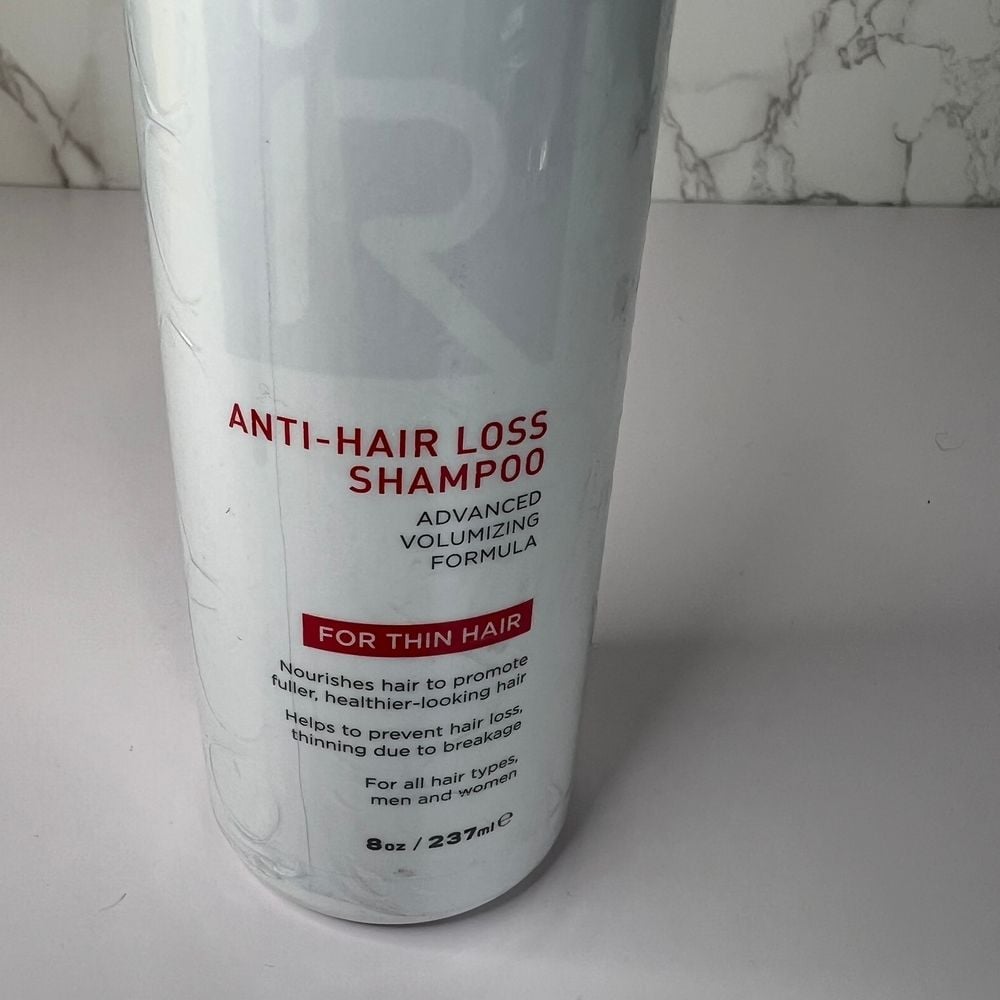 R
ANTI-HAIR LOSS
SHAMPOO
ADVANCED
VOLUMIZING
FORMULA
FOR THIN HAIR
Nourishes hair to promote
fuller, healthier-looking hair
Helps to prevent hair loss,
thinning due to breakage
For all hair types,
men and women
8oz / 237ml ℮